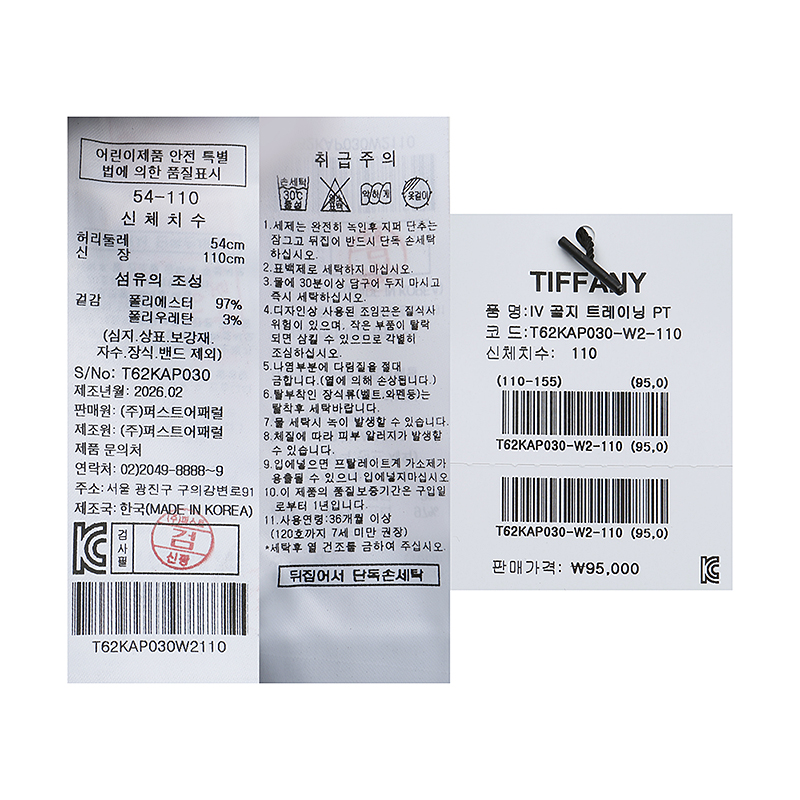 어린이제품 안전 특별
법에 의한 품질표시
54-110
신체치수
허리둘레 54cm
신 장 110cm
섬유의 조성
겉감 폴리에스터 97%
폴리우레탄 3%
(심지.상표.보강재.
자수.장식.밴드 제외)
S/No: T62KAP030
제조년월: 2026.02
판매원: (주)퍼스트어패럴
제조원: (주)퍼스트어패럴
제품 문의처
연락처: 02)2049-8888~9
주소: 서울 광진구 구의강변로91
제조국: 한국(MADE IN KOREA)
검사필
(주)퍼스트
검
신황
T62KAP030W2110
취급주의
손세탁
30℃
중성
약하게
옷걸이
1.세제는 완전히 녹인후 지퍼 단추는
잠그고 뒤집어 반드시 단독 손세탁
하십시오.
2.표백제로 세탁하지 마십시오.
3.물에 30분이상 담구어 두지 마시고
즉시 세탁하십시오.
4.디자인상 사용된 조임끈은 질식사
위험이 있으며, 작은 부품이 탈락
되면 삼킬 수 있으므로 각별히
조심하십시오.
5.나염부분에 다림질을 절대
금합니다.(열에 의해 손상됩니다.)
6.탈부착인 장식류(벨트.와펜등)는
탈착후 세탁바랍니다.
7.물 세탁시 녹이 발생할 수 있습니다.
8.체질에 따라 피부 알러지가 발생할
수 있습니다.
9.입에넣으면 프탈레이트계 가소제가
용출될 수 있으니 입에넣지마십시오
10.이 제품의 품질보증기간은 구입일
로부터 1년입니다.
11.사용연령:36개월 이상
(120호까지 7세 미만 권장)
*세탁후 열 건조를 금하여 주십시오.
뒤집어서 단독손세탁
TIFFANY
품 명:IV 골지 트레이닝 PT
코 드:T62KAP030-W2-110
신체치수: 110
(110-155) (95.0)
T62KAP030-W2-110 (95.0)
T62KAP030-W2-110 (95.0)
판매가격: ₩95,000